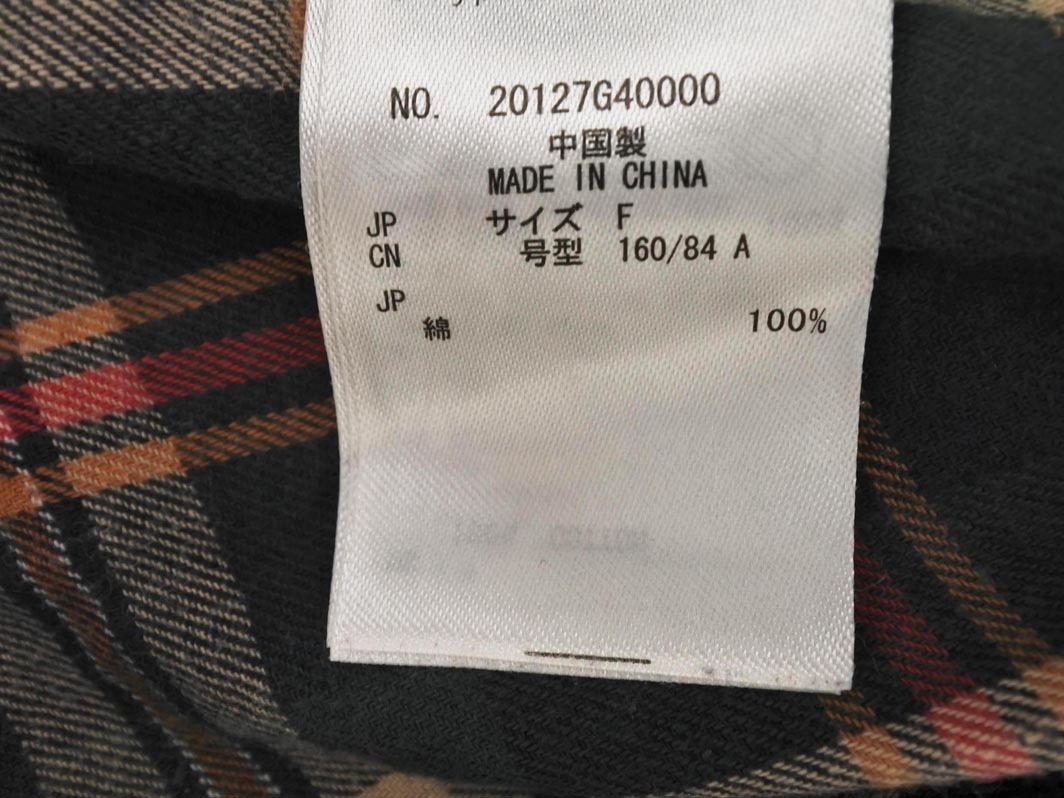 NO. 20127G40000
中国製
MADE IN CHINA
JP サイズ F
CN 号型 160/84 A
JP
綿 100%